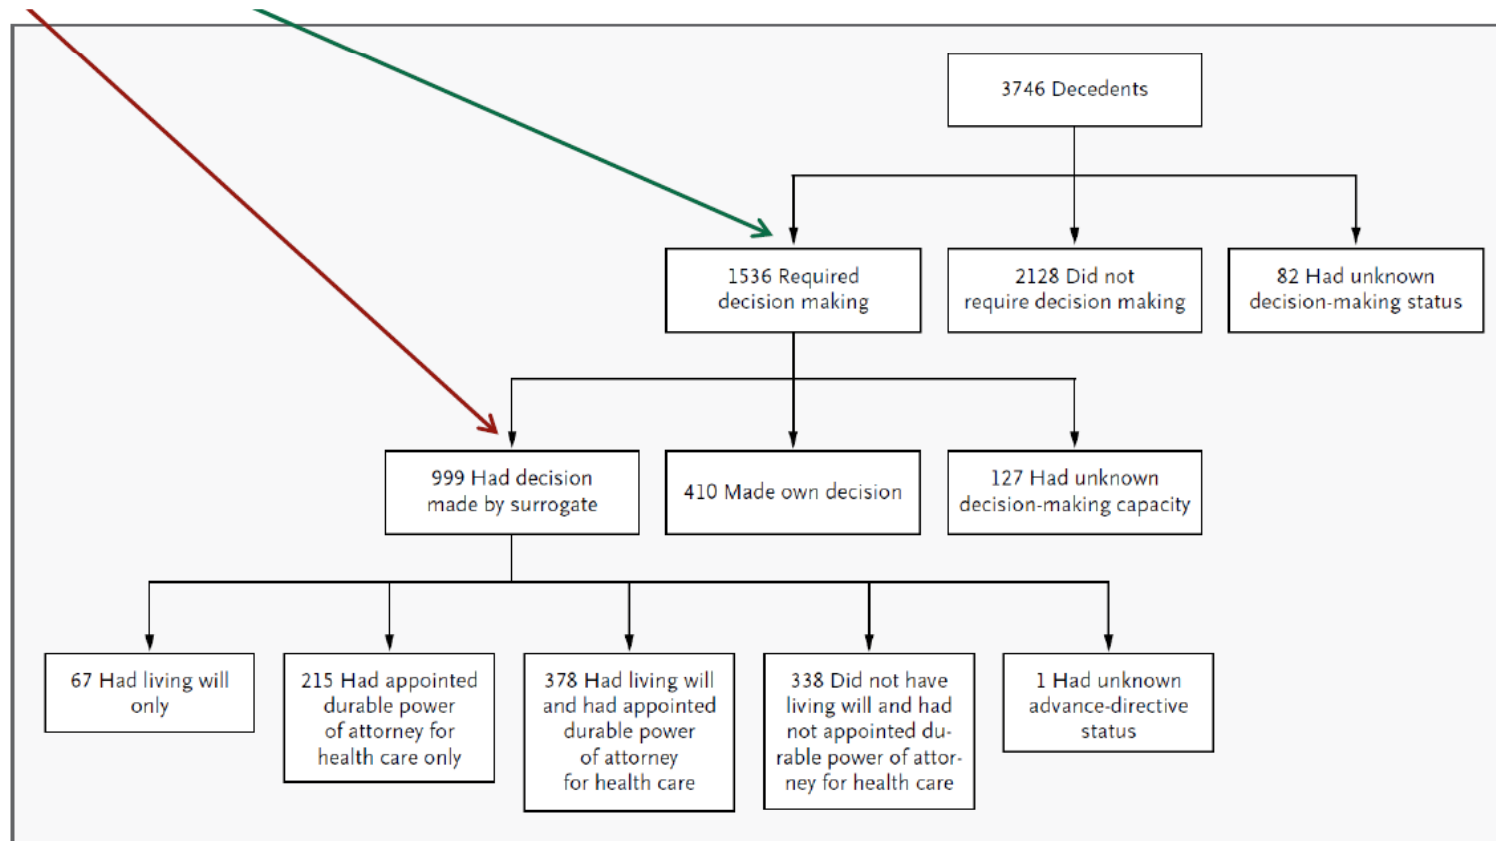 3746 Decedents
1536 Required
decision making
2128 Did not
require decision making
82 Had unknown
decision-making status
999 Had decision
made by surrogate
410 Made own decision
127 Had unknown
decision-making capacity
67 Had living will
only
215 Had appointed
durable power
of attorney for
health care only
378 Had living will
and had appointed
durable power
of attorney
for health care
338 Did not have
living will and had
not appointed du-
rable power of attor-
ney for health care
1 Had unknown
advance-directive
status